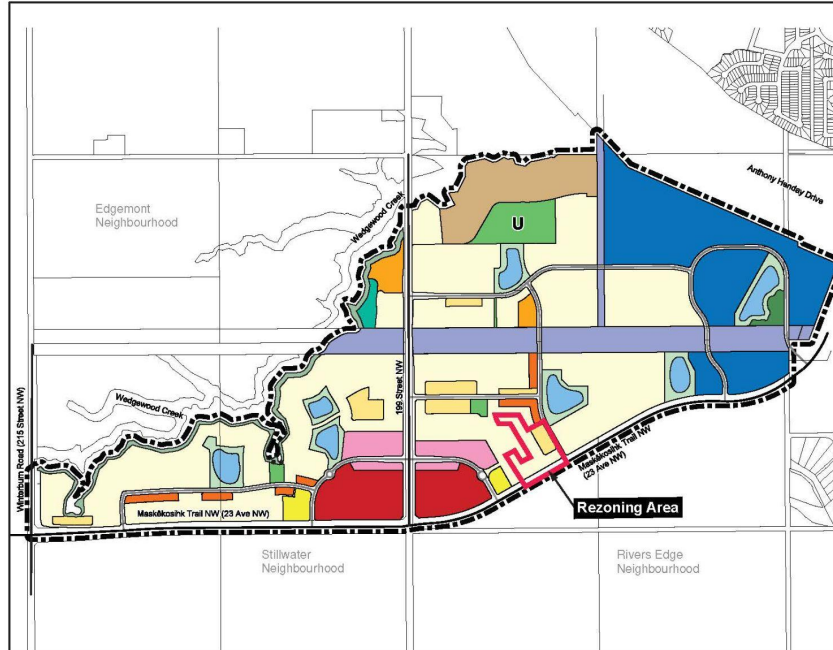 Anthony Henday Drive
Edgemont
Neighbourhood
Wedgewood Creek
U
Winterburn Road (215 Street NW)
199 Street NW
Wedgewood Creek
Maskêkosihk Trail NW
(23 Ave NW)
Rezoning Area
Maskêkosihk Trail NW (23 Ave NW)
Stillwater
Neighbourhood
Rivers Edge
Neighbourhood